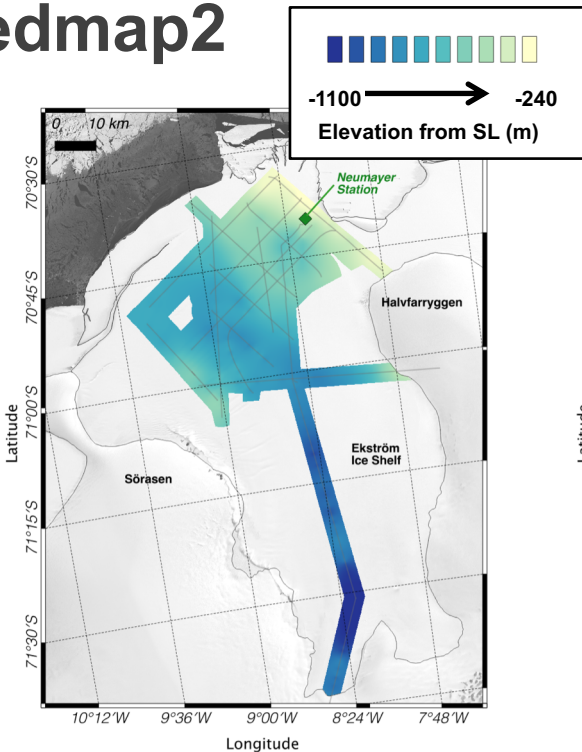 edmap2
-1100
-240
Elevation from SL (m)
0 10 km
Neumayer
Station
Halvfarryggen
Ekström
Ice Shelf
Sörasen
70°30'S
70°45'S
71°00'S
71°15'S
71°30'S
Latitude
Latitude
10°12'W 9°36'W 9°00'W 8°24'W 7°48'W
Longitude